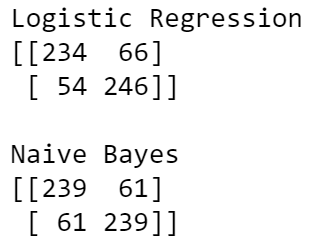 Logistic Regression
[[234  66]
 [ 54 246]]
Naive Bayes
[[239  61]
 [ 61 239]]